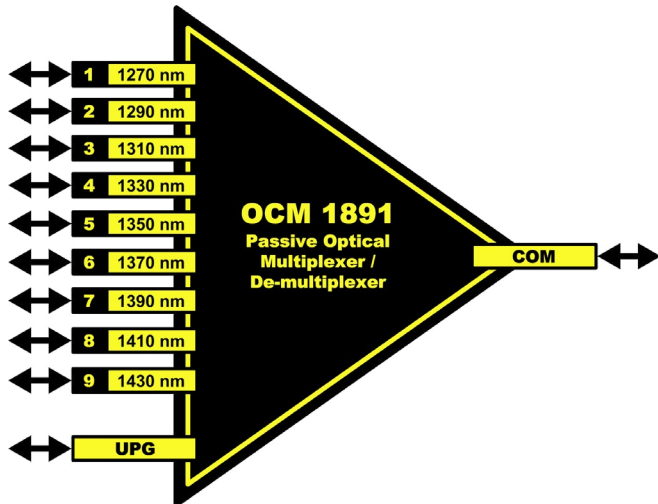 1 1270 nm
2 1290 nm
3 1310 nm
4 1330 nm
5 1350 nm
6 1370 nm
7 1390 nm
8 1410 nm
9 1430 nm
UPG
OCM 1891
Passive Optical
Multiplexer /
De-multiplexer
COM